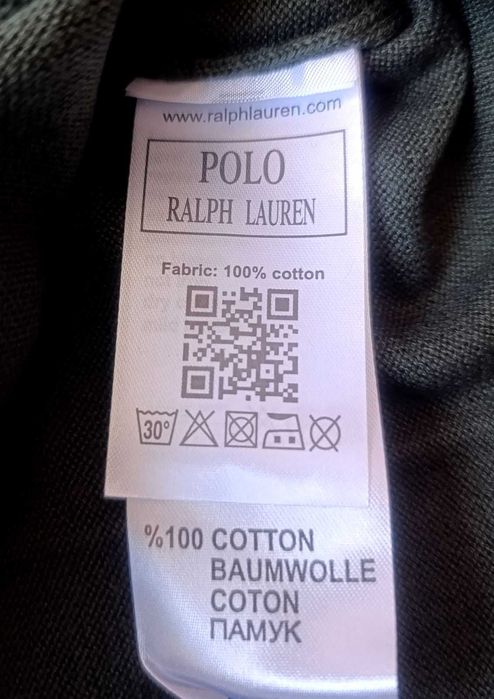 www.ralphlauren.com
POLO
RALPH LAUREN
Fabric: 100% cotton
30°
%100 COTTON
BAUMWOLLE
COTON
ПАМУК